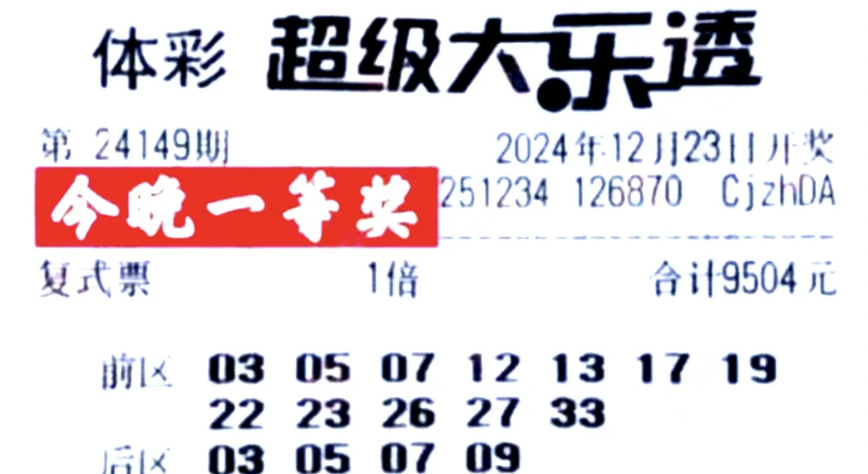 体彩 超级大乐透
第 24149期 2024年12月23日开奖
今晚一等奖 251234 126870 CjzhDA
复式票 1倍 合计9504元
前区 03 05 07 12 13 17 19
22 23 26 27 33
后区 03 05 07 09